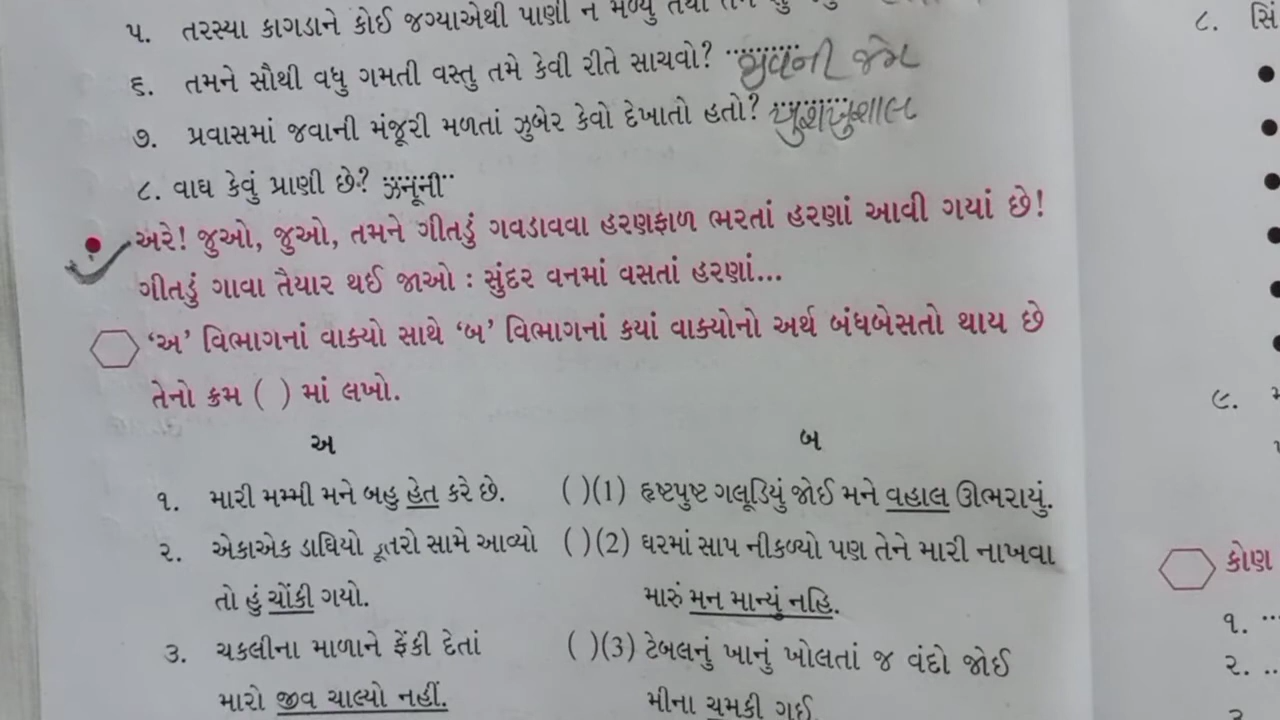 ૫. તરસ્યા કાગડાને કોઈ જગ્યાએથી પાણી ન મળ્યું
૬. તમને સૌથી વધુ ગમતી વસ્તુ તમે કેવી રીતે સાચવો? જીવની જેમ
૭. પ્રવાસમાં જવાની મંજૂરી મળતાં ઝુબેર કેવો દેખાતો હતો? ખુશખુશાલ
૮. વાઘ કેવું પ્રાણી છે? ઝનૂની
અરે! જુઓ, જુઓ, તમને ગીતડું ગવડાવવા હરણફાળ ભરતાં હરણાં આવી ગયાં છે!
ગીતડું ગાવા તૈયાર થઈ જાઓ : સુંદર વનમાં વસતાં હરણાં...
‘અ’ વિભાગનાં વાક્યો સાથે ‘બ’ વિભાગનાં કયાં વાક્યોનો અર્થ બંધબેસતો થાય છે
તેનો ક્રમ ( ) માં લખો.
અ બ
૧. મારી મમ્મી મને બહુ હેત કરે છે. ( )(1) હૃષ્ટપુષ્ટ ગલૂડિયું જોઈ મને વહાલ ઊભરાયું.
૨. એકાએક ડાઘિયો કૂતરો સામે આવ્યો ( )(2) ઘરમાં સાપ નીકળ્યો પણ તેને મારી નાખવા
તો હું ચોંકી ગયો. મારું મન માન્યું નહિ.
૩. ચકલીના માળાને ફેંકી દેતાં ( )(3) ટેબલનું ખાનું ખોલતાં જ વંદો જોઈ
મારો જીવ ચાલ્યો નહીં. મીના ચમકી ગઈ.
૮. સિં
૯.
કોણ
૧. ...
૨. ..